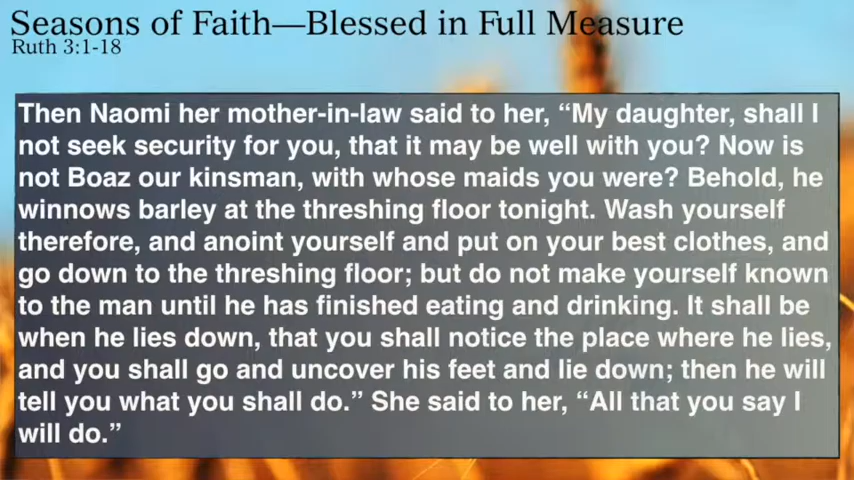 Seasons of Faith—Blessed in Full Measure
Ruth 3:1-18
Then Naomi her mother-in-law said to her, “My daughter, shall I
not seek security for you, that it may be well with you? Now is
not Boaz our kinsman, with whose maids you were? Behold, he
winnows barley at the threshing floor tonight. Wash yourself
therefore, and anoint yourself and put on your best clothes, and
go down to the threshing floor; but do not make yourself known
to the man until he has finished eating and drinking. It shall be
when he lies down, that you shall notice the place where he lies,
and you shall go and uncover his feet and lie down; then he will
tell you what you shall do.” She said to her, “All that you say I
will do.”